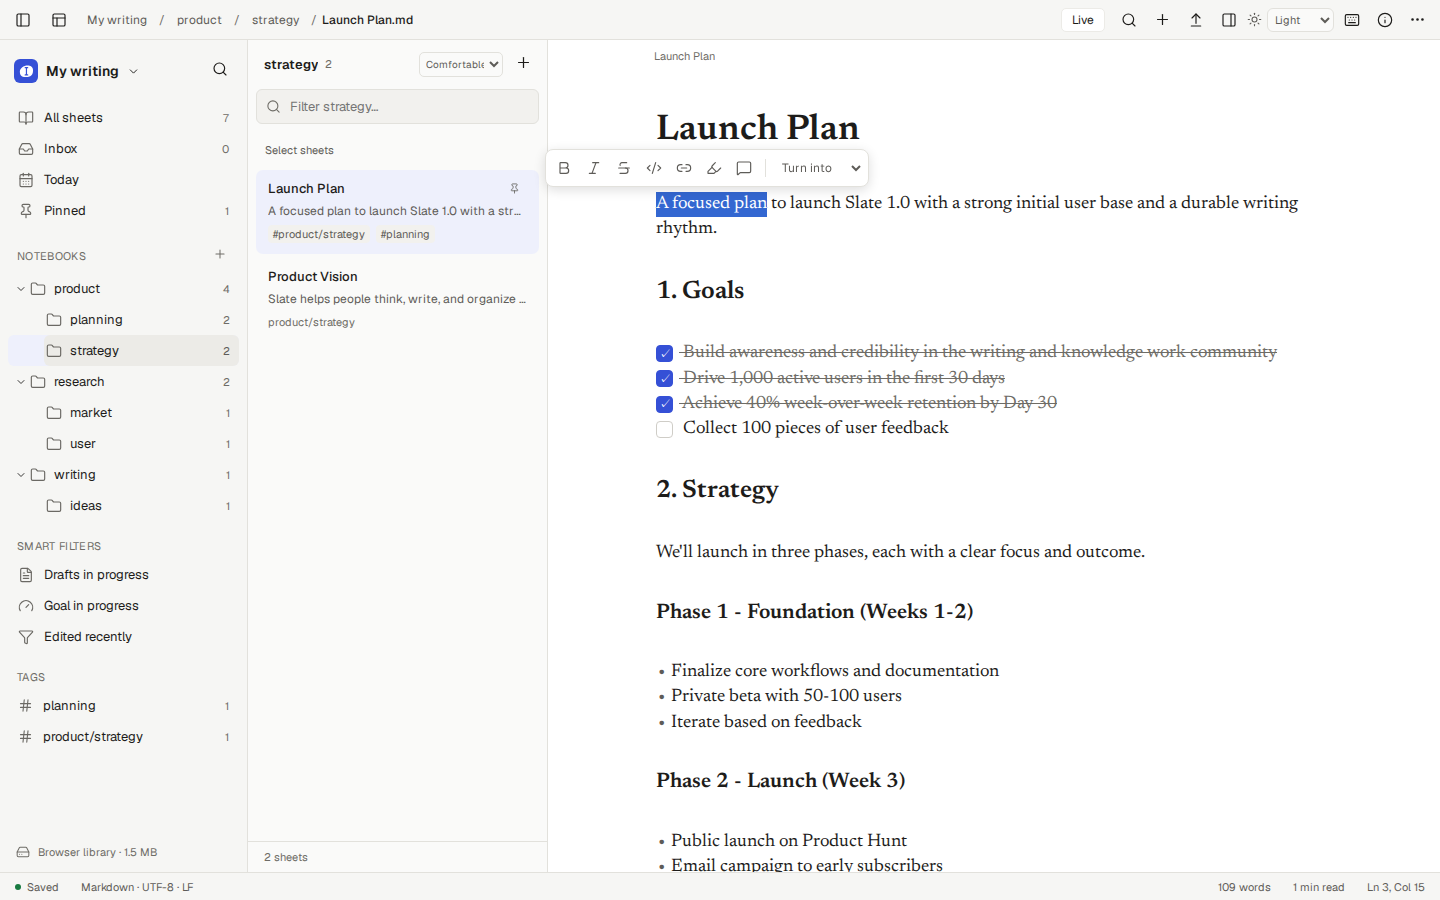 My writing / product / strategy / Launch Plan.md
Live
Light
My writing
All sheets 7
Inbox 0
Today
Pinned 1
NOTEBOOKS
product 4
planning 2
strategy 2
research 2
market 1
user 1
writing 1
ideas 1
SMART FILTERS
Drafts in progress
Goal in progress
Edited recently
TAGS
# planning 1
# product/strategy 1
Browser library · 1.5 MB
strategy 2
Comfortable
Filter strategy...
Select sheets
Launch Plan
A focused plan to launch Slate 1.0 with a str...
#product/strategy #planning
Product Vision
Slate helps people think, write, and organize ...
product/strategy
2 sheets
Launch Plan
Launch Plan
B I S </> Turn into
A focused plan to launch Slate 1.0 with a strong initial user base and a durable writing
rhythm.
1. Goals
Build awareness and credibility in the writing and knowledge work community
Drive 1,000 active users in the first 30 days
Achieve 40% week-over-week retention by Day 30
Collect 100 pieces of user feedback
2. Strategy
We'll launch in three phases, each with a clear focus and outcome.
Phase 1 - Foundation (Weeks 1-2)
• Finalize core workflows and documentation
• Private beta with 50-100 users
• Iterate based on feedback
Phase 2 - Launch (Week 3)
• Public launch on Product Hunt
• Email campaign to early subscribers
Saved
Markdown · UTF-8 · LF
109 words
1 min read
Ln 3, Col 15